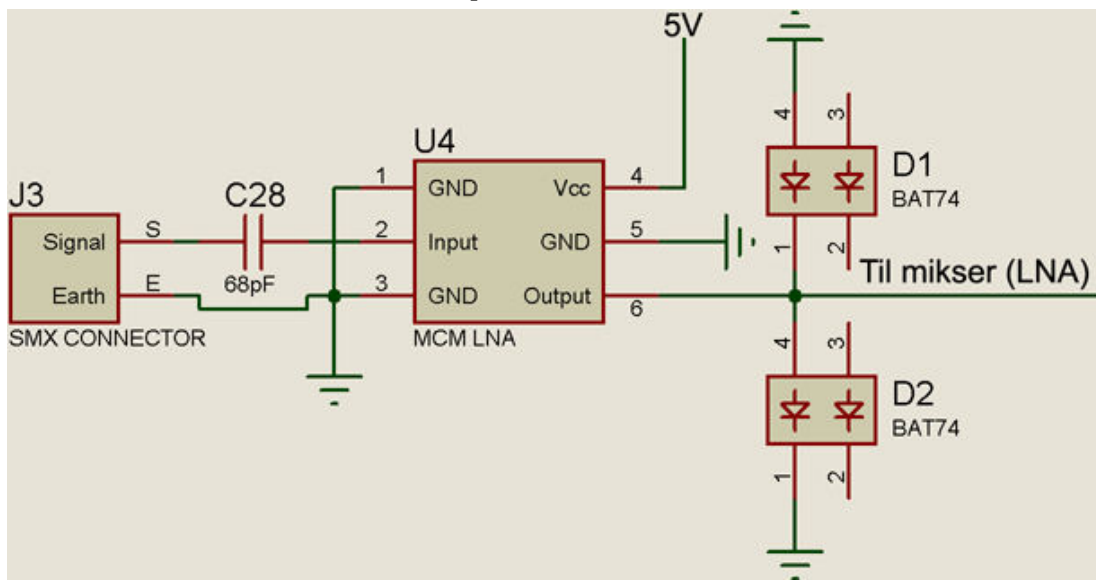 5V
4
3
U4
D1
BAT74
J3
C28
1
GND
Vcc
4
Signal
S
2
Input
GND
5
1
2
Til mikser (LNA)
Earth
E
68pF
3
GND
Output
6
SMX CONNECTOR
MCM LNA
4
3
D2
BAT74
1
2